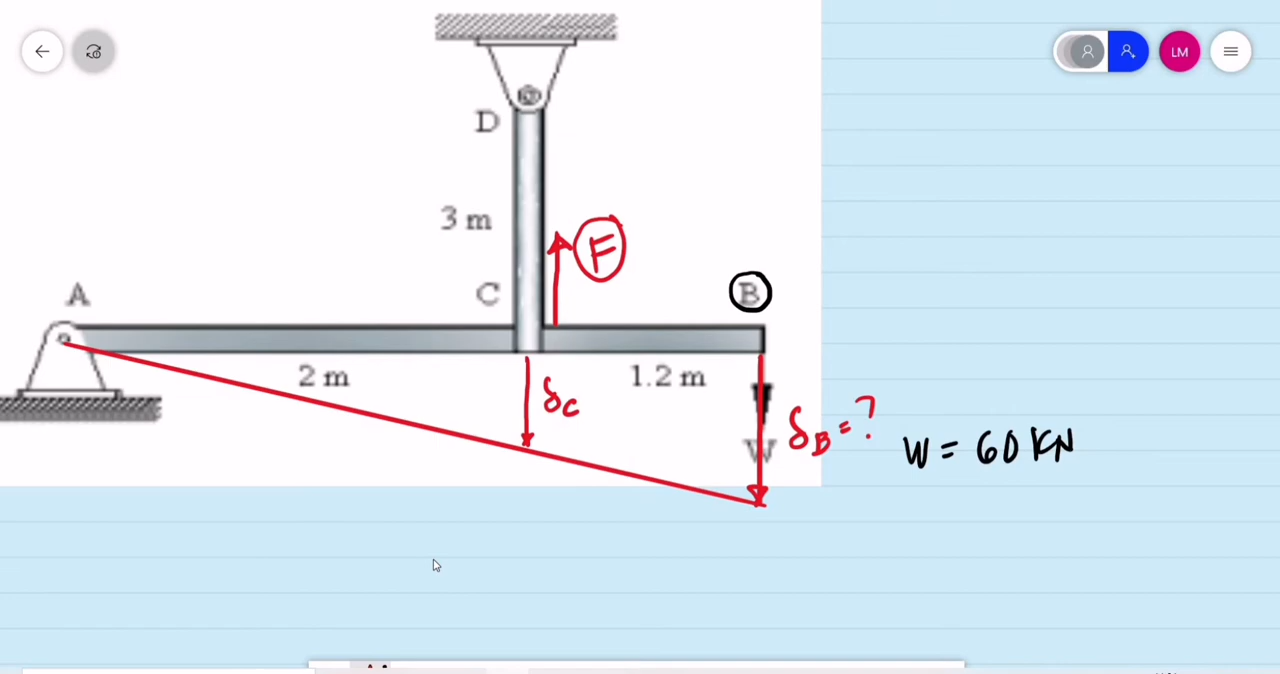 LM
D
3 m
F
A
C
B
2 m
1.2 m
δc
δB = ?
W
W = 60 KN